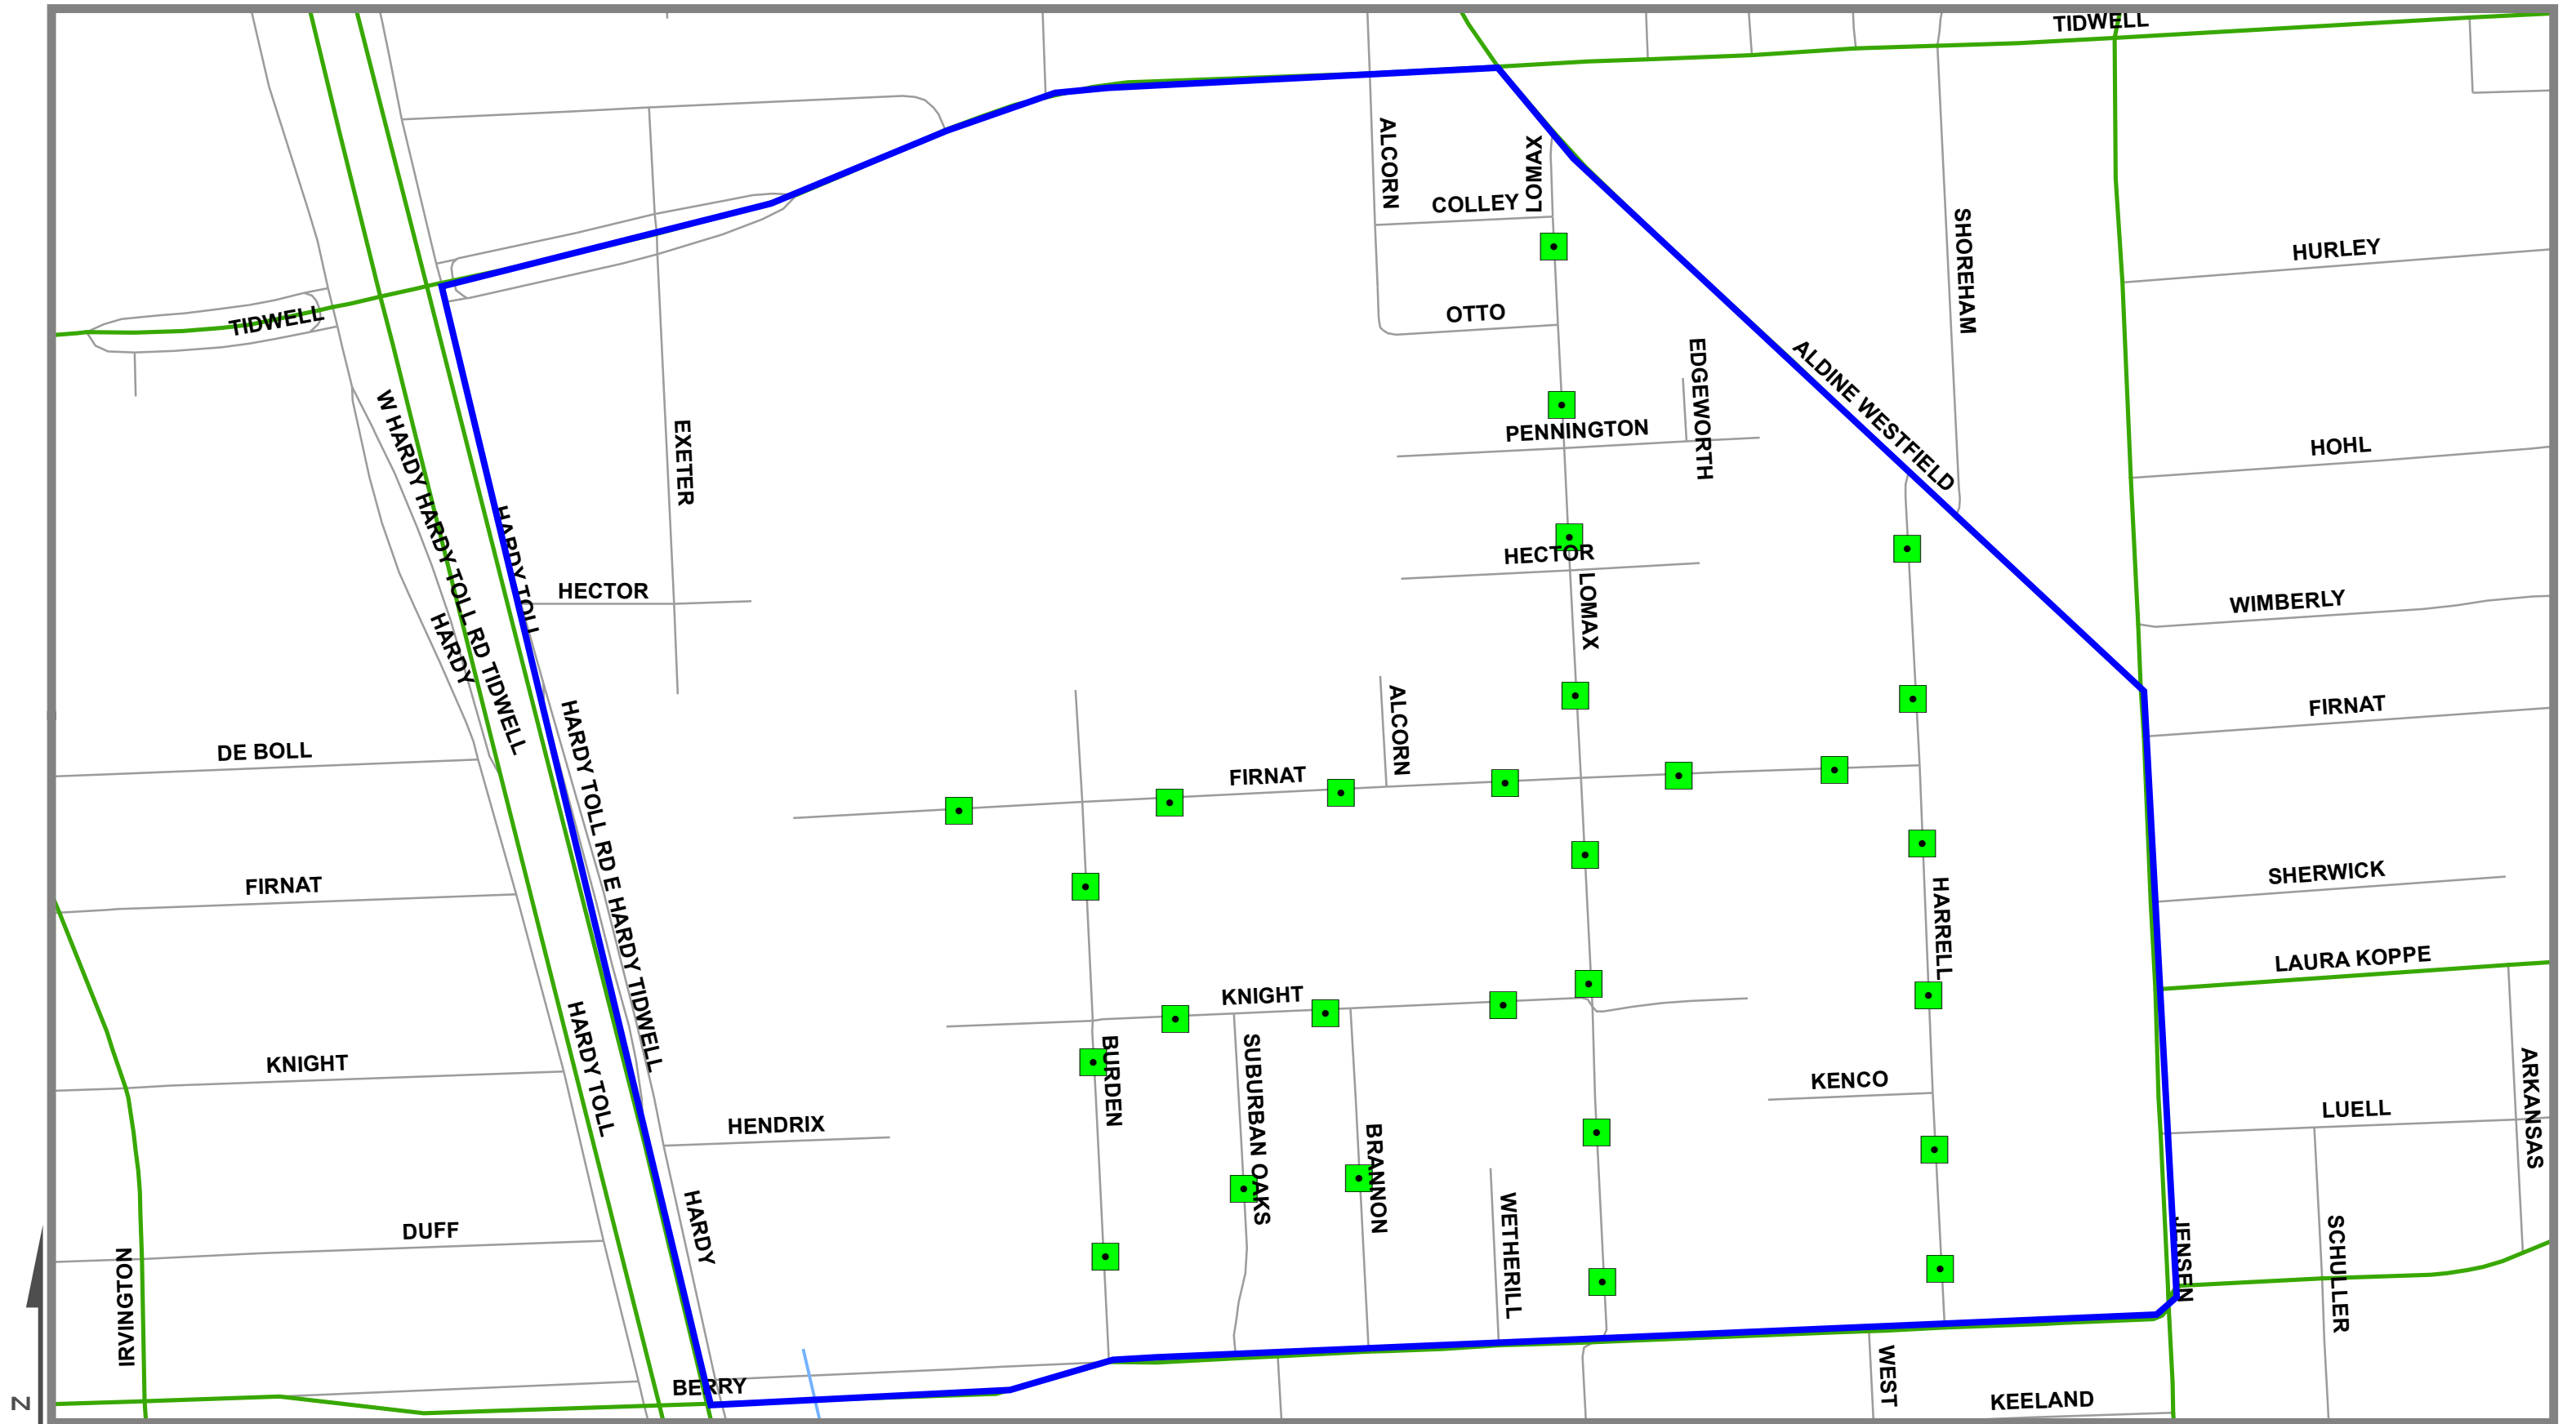 TIDWELL
ALCORN
LOMAX
COLLEY
SHOREHAM
HURLEY
TIDWELL
OTTO
EDGEWORTH
ALDINE WESTFIELD
W HARDY HARDY TOLL RD TIDWELL
EXETER
PENNINGTON
HOHL
HARDY TOLL
HECTOR
HECTOR
LOMAX
WIMBERLY
HARDY
ALCORN
FIRNAT
HARDY TOLL RD E HARDY TIDWELL
DE BOLL
FIRNAT
FIRNAT
HARRELL
SHERWICK
LAURA KOPPE
KNIGHT
HARDY TOLL
KNIGHT
BURDEN
SUBURBAN OAKS
KENCO
ARKANSAS
LUELL
HENDRIX
BRANNON
HARDY
WETHERILL
DUFF
JENSEN
SCHULLER
IRVINGTON
BERRY
WEST
KEELAND
N